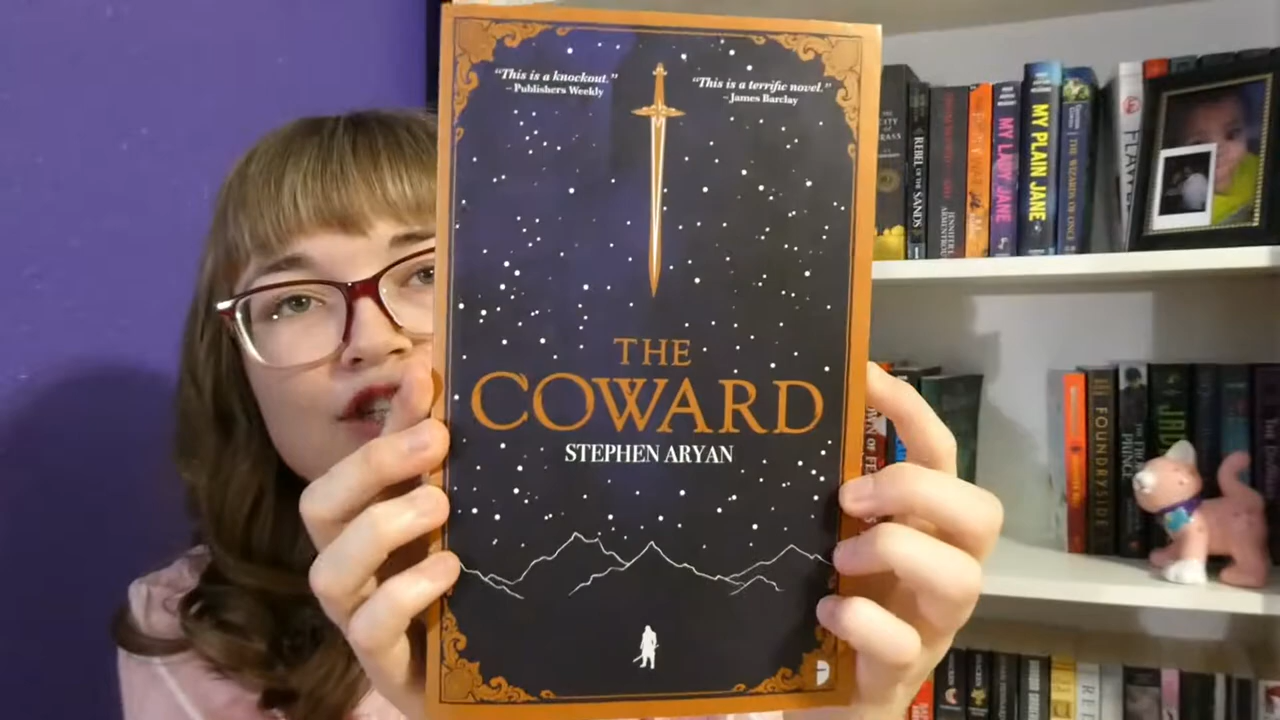 "This is a knockout."
– Publishers Weekly
"This is a terrific novel."
– James Barclay
THE
COWARD
STEPHEN ARYAN
REBEL OF THE SANDS
MY LADY JANE
MY PLAIN JANE
THE WIZARDS OF ONCE
FOUNDRYSIDE
PRINCE